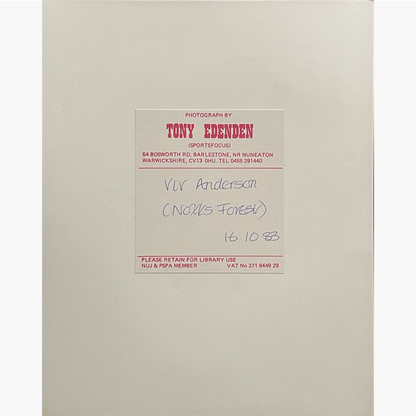 PHOTOGRAPH BY
TONY EDENDEN
(SPORTSFOCUS)
54 BOSWORTH RD, BARLESTONE, NR NUNEATON
WARWICKSHIRE, CV13 0HU. TEL 0455 291440
Viv Anderson.
(Notts Forest)
16 10 83
PLEASE RETAIN FOR LIBRARY USE
NUJ & PSPA MEMBER VAT No 371 8448 29